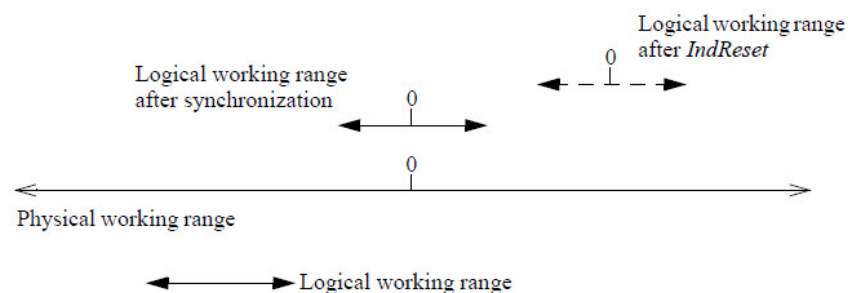 Logical working range
after IndReset
0
Logical working range
after synchronization
0
0
Physical working range
Logical working range